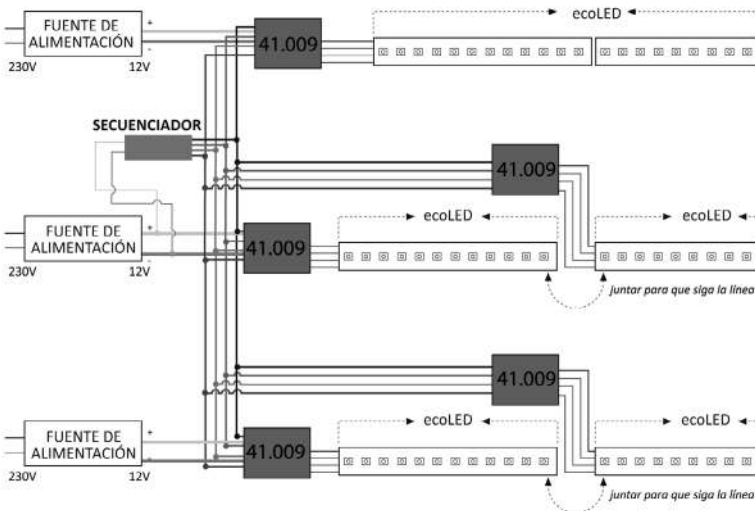 ecoLED
FUENTE DE
ALIMENTACIÓN
+
-
230V
12V
41.009
SECUENCIADOR
41.009
ecoLED
ecoLED
FUENTE DE
ALIMENTACIÓN
+
-
230V
12V
41.009
juntar para que siga la línea
41.009
ecoLED
ecoLED
FUENTE DE
ALIMENTACIÓN
+
-
230V
12V
41.009
juntar para que siga la línea